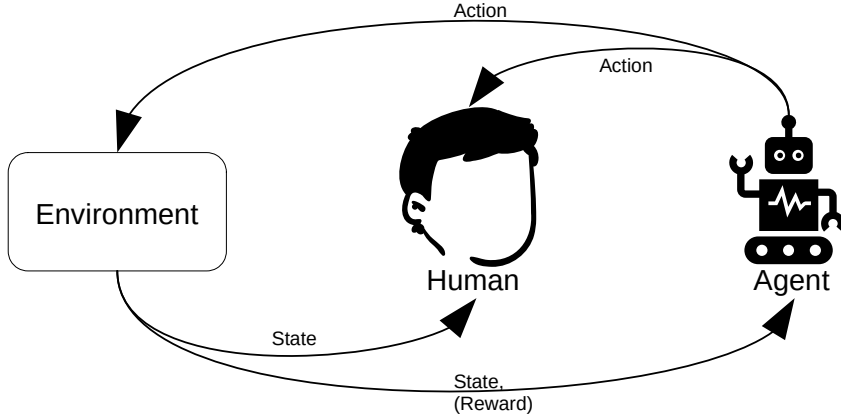 Action
Action
Environment
Human
Agent
State
State,
(Reward)